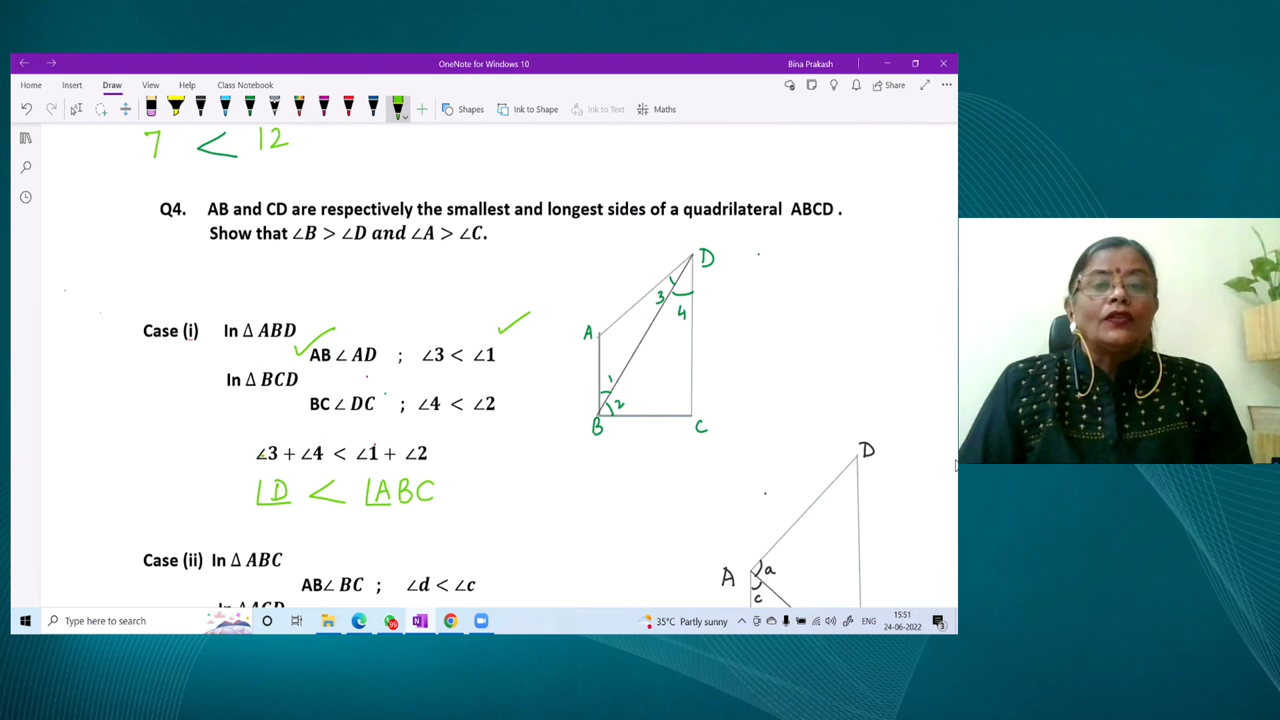 OneNote for Windows 10
Bina Prakash
Home Insert Draw View Help Class Notebook
Share
Shapes Ink to Shape Ink to Text Maths
7 < 12
Q4. AB and CD are respectively the smallest and longest sides of a quadrilateral ABCD .
Show that ∠B > ∠D and ∠A > ∠C.
D
3
4
A
1
2
B C
Case (i) In Δ ABD
AB ∠ AD ; ∠3 < ∠1
In Δ BCD
BC ∠ DC ; ∠4 < ∠2
∠3 + ∠4 < ∠1 + ∠2
∠D < ∠ABC
D
A a
c
Case (ii) In Δ ABC
AB∠ BC ; ∠d < ∠c
In ACD
Type here to search
99
35°C Partly sunny
ENG
15:51
24-06-2022
3